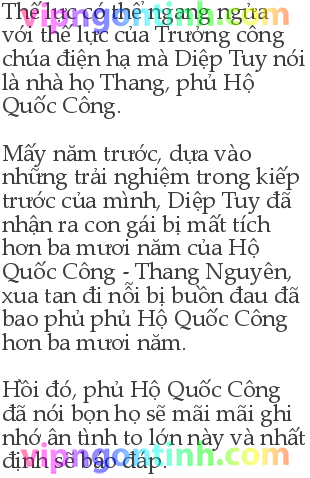 vipngontinh.com
Thế lực có thể ngang ngửa
với thế lực của Trưởng công
chúa điện hạ mà Diệp Tuy nói
là nhà họ Thang, phủ Hộ
Quốc Công.
Mấy năm trước, dựa vào
những trải nghiệm trong kiếp
trước của mình, Diệp Tuy đã
nhận ra con gái bị mất tích
hơn ba mươi năm của Hộ
Quốc Công - Thang Nguyên,
xua tan đi nỗi bị buồn đau đã
bao phủ phủ Hộ Quốc Công
hơn ba mươi năm.
Hồi đó, phủ Hộ Quốc Công
đã nói bọn họ sẽ mãi mãi ghi
nhớ ân tình to lớn này và nhất
định sẽ báo đáp.
vipngontinh.com